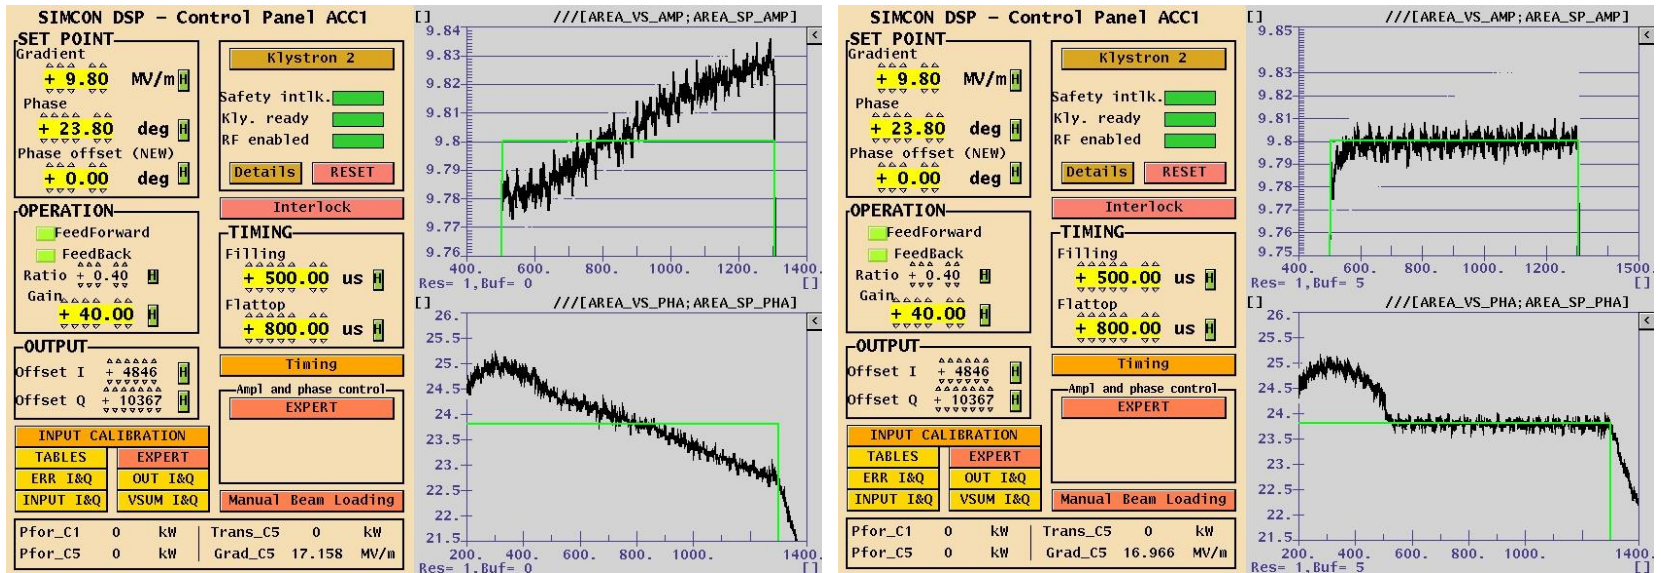 SIMCON DSP – Control Panel ACC1
SET POINT
Gradient
+ 9.80 MV/m H
Phase
+ 23.80 deg H
Phase offset (NEW)
+ 0.00 deg H
Klystron 2
Safety intlk.
Kly. ready
RF enabled
Details RESET
Interlock
OPERATION
FeedForward
FeedBack
Ratio + 0.40 H
Gain
+ 40.00 H
TIMING
Filling
+ 500.00 us H
Flattop
+ 800.00 us H
Timing
OUTPUT
Offset I + 4846 H
Offset Q + 10367 H
Ampl and phase control
EXPERT
INPUT CALIBRATION
TABLES EXPERT
ERR I&Q OUT I&Q
INPUT I&Q VSUM I&Q
Manual Beam Loading
Pfor_C1 0 kW Trans_C5 0 kW
Pfor_C5 0 kW Grad_C5 17.158 MV/m
[] ///[AREA_VS_AMP;AREA_SP_AMP]
<
9.84
9.83
9.82
9.81
9.8
9.79
9.78
9.77
9.76
400. 600. 800. 1000. 1200. 1400.
Res= 1,Buf= 0 []
[] ///[AREA_VS_PHA;AREA_SP_PHA]
<
26.
25.5
25.
24.5
24.
23.5
23.
22.5
22.
21.5
200. 400. 600. 800. 1000. 1400.
Res= 1,Buf= 0 []
SIMCON DSP – Control Panel ACC1
SET POINT
Gradient
+ 9.80 MV/m H
Phase
+ 23.80 deg H
Phase offset (NEW)
+ 0.00 deg H
Klystron 2
Safety intlk.
Kly. ready
RF enabled
Details RESET
Interlock
OPERATION
FeedForward
FeedBack
Ratio + 0.40 H
Gain
+ 40.00 H
TIMING
Filling
+ 500.00 us H
Flattop
+ 800.00 us H
Timing
OUTPUT
Offset I + 4846 H
Offset Q + 10367 H
Ampl and phase control
EXPERT
INPUT CALIBRATION
TABLES EXPERT
ERR I&Q OUT I&Q
INPUT I&Q VSUM I&Q
Manual Beam Loading
Pfor_C1 0 kW Trans_C5 0 kW
Pfor_C5 0 kW Grad_C5 16.966 MV/m
[] ///[AREA_VS_AMP;AREA_SP_AMP]
<
9.85
9.83
9.82
9.81
9.8
9.79
9.78
9.77
9.76
9.75
400. 600. 800. 1000. 1200. 1500.
Res= 1,Buf= 5 []
[] ///[AREA_VS_PHA;AREA_SP_PHA]
<
26.
25.5
25.
24.5
24.
23.5
23.
22.5
22.
21.5
200. 400. 600. 800. 1000. 1400.
Res= 1,Buf= 5 []